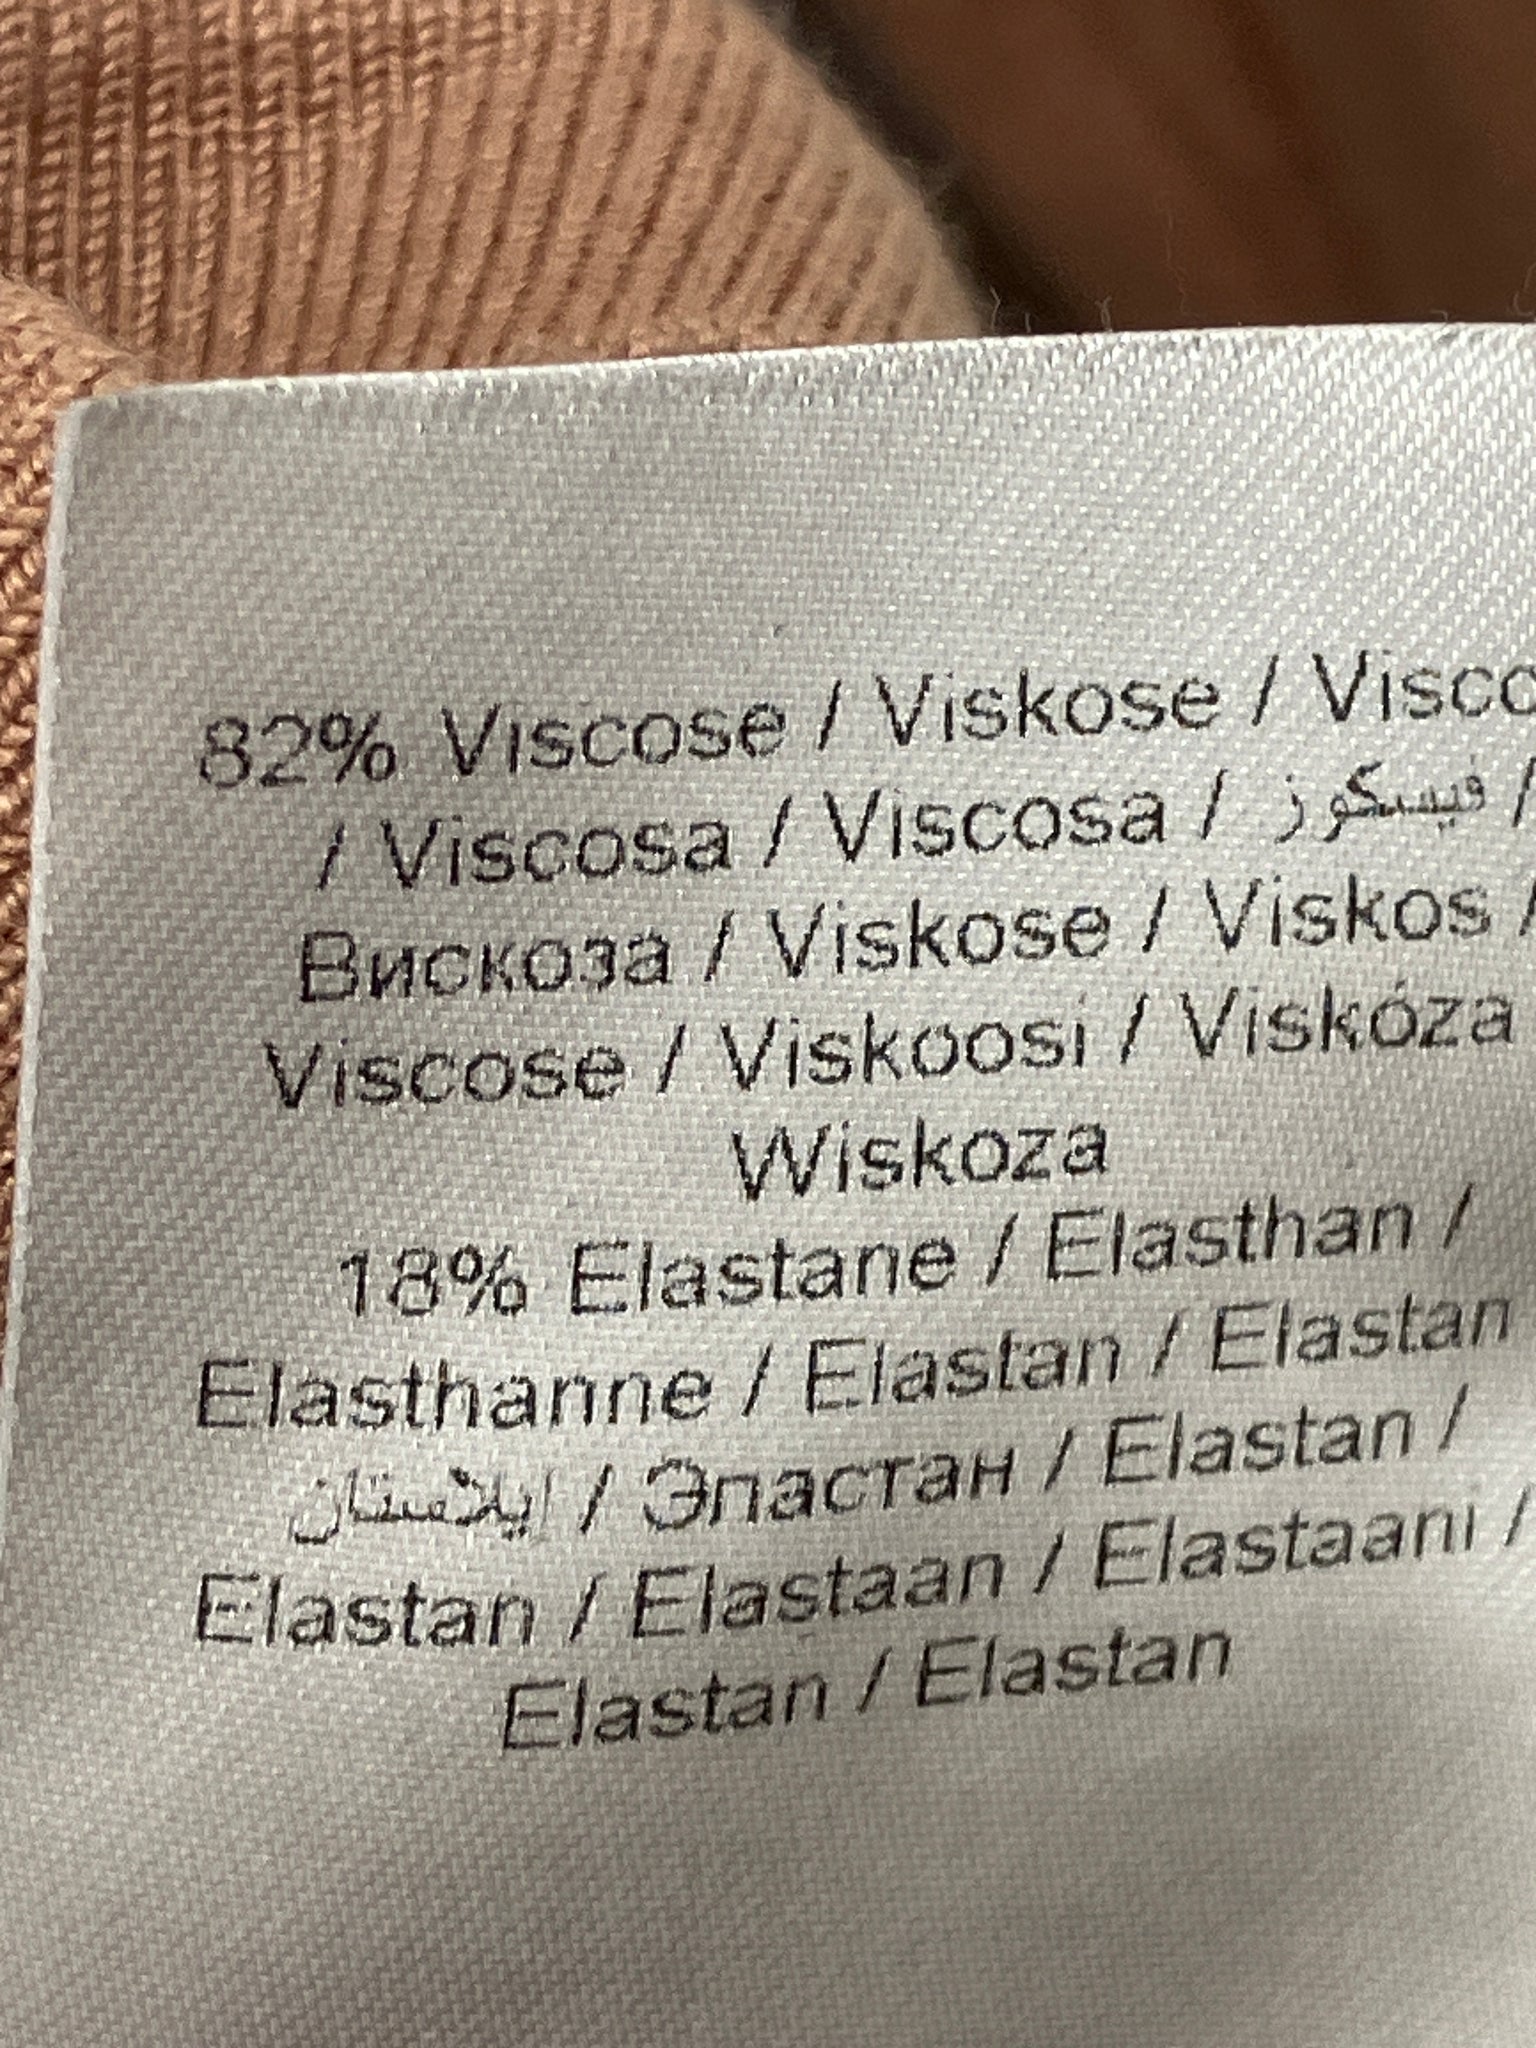 82% Viscose / Viskose / Visco
/ Viscosa / Viscosa / فيسكوز /
Вискоза / Viskose / Viskos /
Viscose / Viskoosi / Viskóza
Wiskoza
18% Elastane / Elasthan /
Elasthanne / Elastan / Elastan
ايلاستان / Эластан / Elastan /
Elastan / Elastaan / Elastaani /
Elastan / Elastan